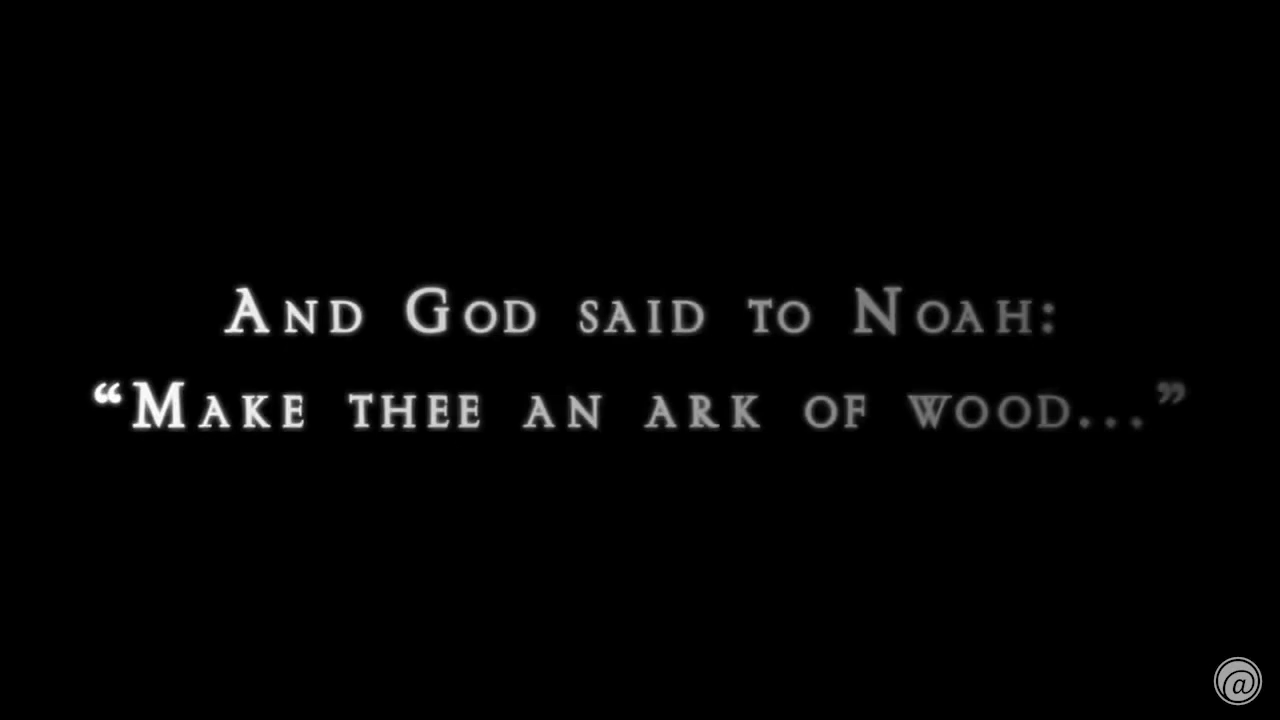 And God said to Noah:
“Make thee an ark of wood...”
@